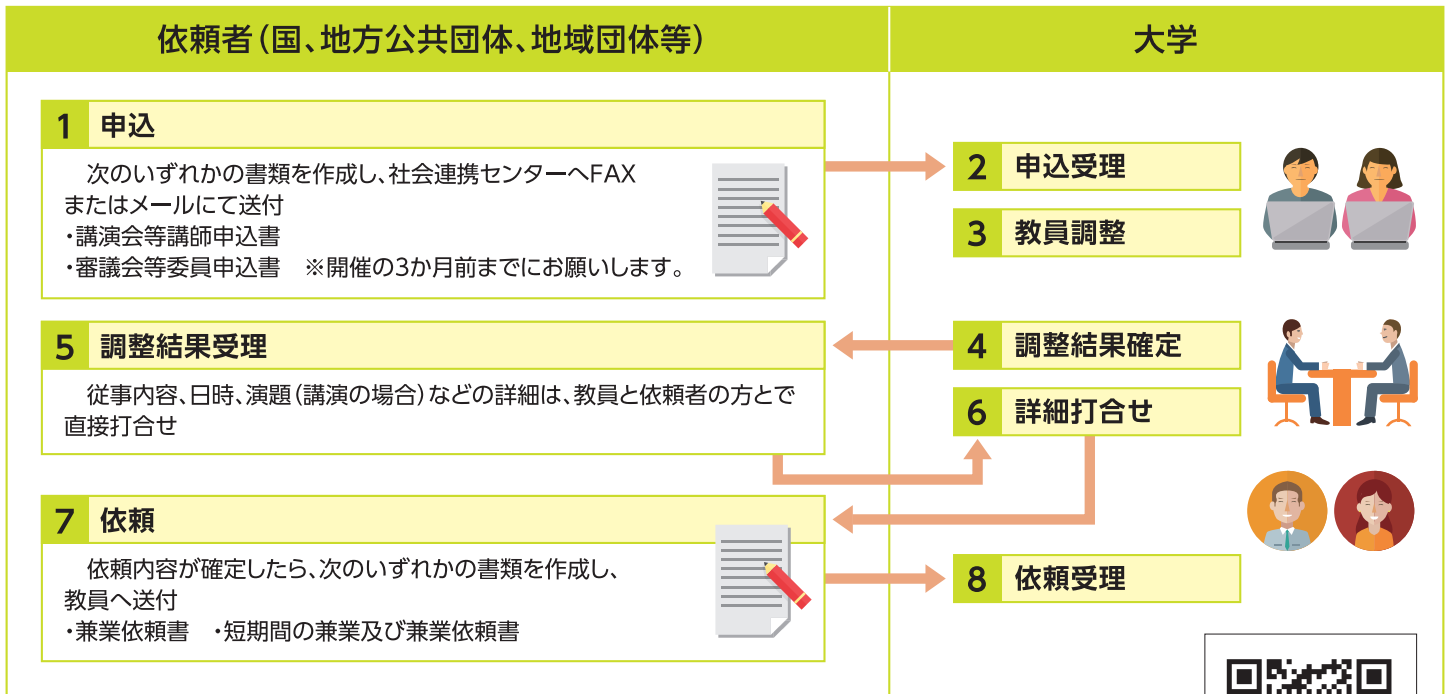 依頼者(国、地方公共団体、地域団体等)
大学
1 申込
次のいずれかの書類を作成し、社会連携センターへFAX
またはメールにて送付
・講演会等講師申込書
・審議会等委員申込書　※開催の3か月前までにお願いします。
2 申込受理
3 教員調整
4 調整結果確定
5 調整結果受理
従事内容、日時、演題(講演の場合)などの詳細は、教員と依頼者の方とで
直接打合せ
6 詳細打合せ
7 依頼
依頼内容が確定したら、次のいずれかの書類を作成し、
教員へ送付
・兼業依頼書　・短期間の兼業及び兼業依頼書
8 依頼受理